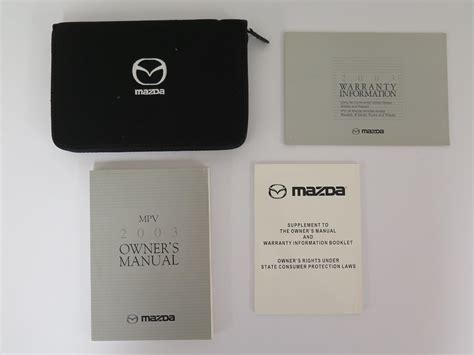 mazda
2003
WARRANTY
INFORMATION
mazda
MPV
2003
OWNER'S
MANUAL
mazda
mazda
SUPPLEMENT TO
THE OWNER'S MANUAL
AND
WARRANTY INFORMATION BOOKLET
OWNER'S RIGHTS UNDER
STATE CONSUMER PROTECTION LAWS